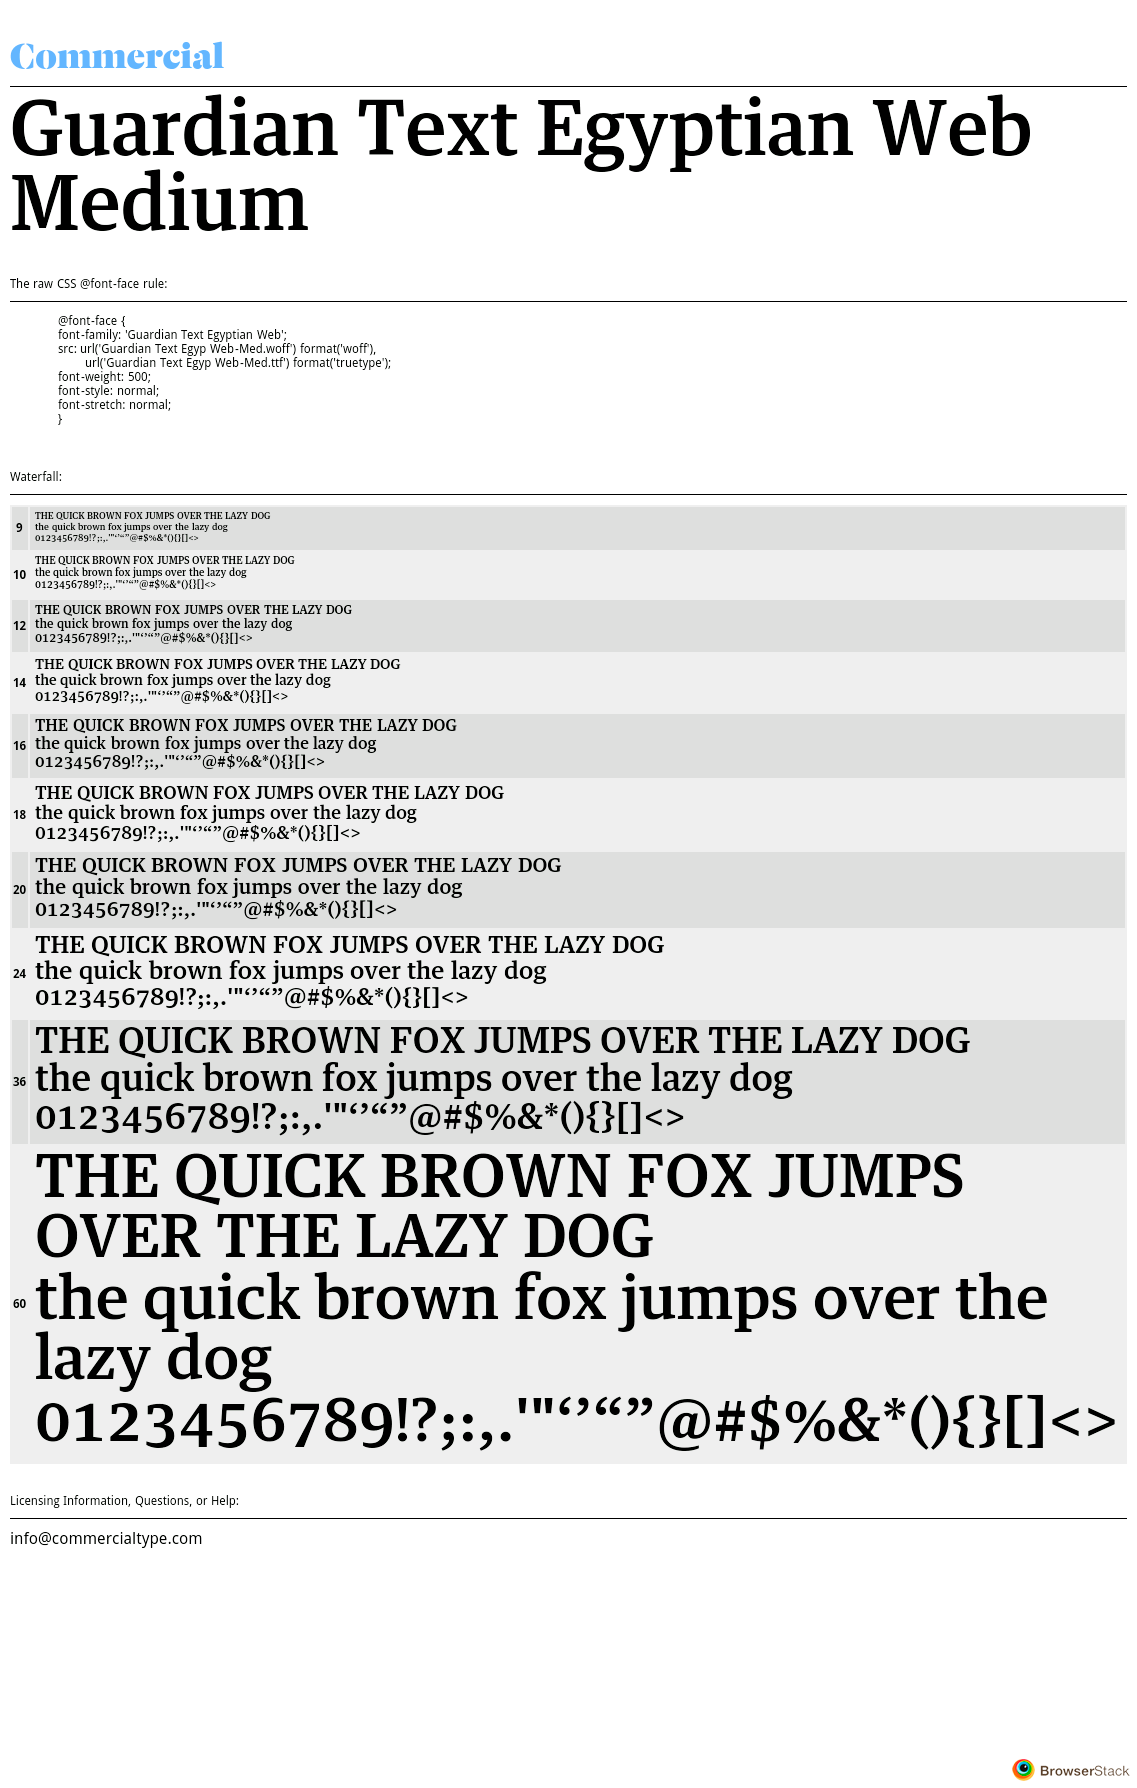 Commercial
Guardian Text Egyptian Web
Medium
The raw CSS @font-face rule:
@font-face {
font-family: 'Guardian Text Egyptian Web';
src: url('Guardian Text Egyp Web-Med.woff') format('woff'),
url('Guardian Text Egyp Web-Med.ttf') format('truetype');
font-weight: 500;
font-style: normal;
font-stretch: normal;
}
Waterfall:
THE QUICK BROWN FOX JUMPS OVER THE LAZY DOG
9 the quick brown fox jumps over the lazy dog
0123456789!?;:,.'"‘’“”@#$%&*(){}[]<>
THE QUICK BROWN FOX JUMPS OVER THE LAZY DOG
10 the quick brown fox jumps over the lazy dog
0123456789!?;:,.'"‘’“”@#$%&*(){}[]<>
THE QUICK BROWN FOX JUMPS OVER THE LAZY DOG
12 the quick brown fox jumps over the lazy dog
0123456789!?;:,.'"‘’“”@#$%&*(){}[]<>
THE QUICK BROWN FOX JUMPS OVER THE LAZY DOG
14 the quick brown fox jumps over the lazy dog
0123456789!?;:,.'"‘’“”@#$%&*(){}[]<>
THE QUICK BROWN FOX JUMPS OVER THE LAZY DOG
16 the quick brown fox jumps over the lazy dog
0123456789!?;:,.'"‘’“”@#$%&*(){}[]<>
THE QUICK BROWN FOX JUMPS OVER THE LAZY DOG
18 the quick brown fox jumps over the lazy dog
0123456789!?;:,.'"‘’“”@#$%&*(){}[]<>
THE QUICK BROWN FOX JUMPS OVER THE LAZY DOG
20 the quick brown fox jumps over the lazy dog
0123456789!?;:,.'"‘’“”@#$%&*(){}[]<>
THE QUICK BROWN FOX JUMPS OVER THE LAZY DOG
24 the quick brown fox jumps over the lazy dog
0123456789!?;:,.'"‘’“”@#$%&*(){}[]<>
THE QUICK BROWN FOX JUMPS OVER THE LAZY DOG
36 the quick brown fox jumps over the lazy dog
0123456789!?;:,.'"‘’“”@#$%&*(){}[]<>
THE QUICK BROWN FOX JUMPS
OVER THE LAZY DOG
60 the quick brown fox jumps over the
lazy dog
0123456789!?;:,.'"‘’“”@#$%&*(){}[]<>
Licensing Information, Questions, or Help:
info@commercialtype.com
BrowserStack